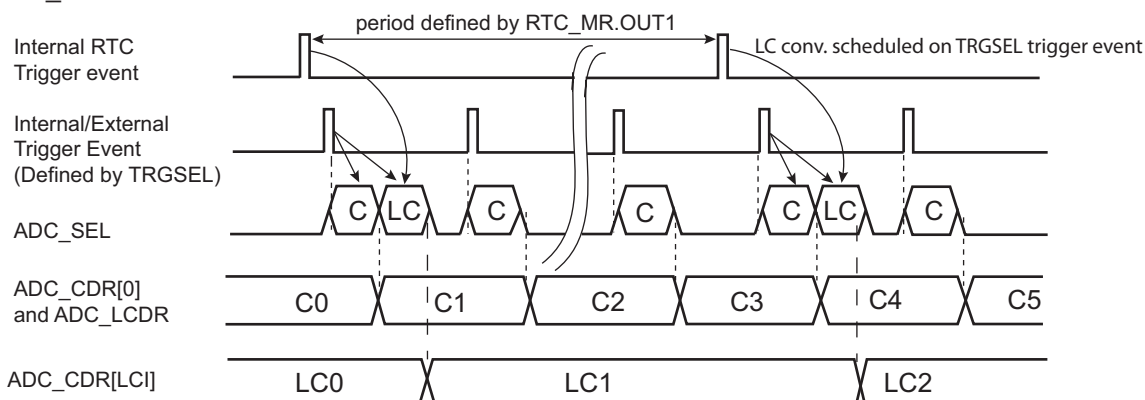 period defined by RTC_MR.OUT1
Internal RTC
Trigger event
LC conv. scheduled on TRGSEL trigger event
Internal/External
Trigger Event
(Defined by TRGSEL)
ADC_SEL
C LC C C C LC C
ADC_CDR[0]
and ADC_LCDR
C0 C1 C2 C3 C4 C5
ADC_CDR[LCI]
LC0 LC1 LC2